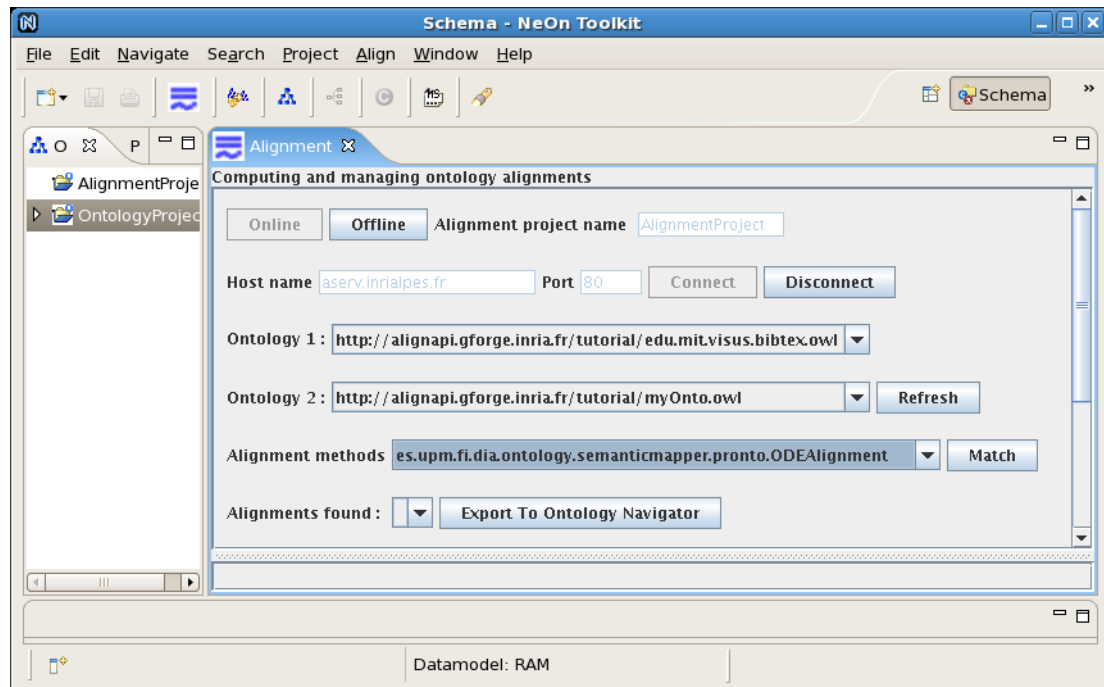 Schema - NeOn Toolkit
File Edit Navigate Search Project Align Window Help
Schema »
O P
Alignment
AlignmentProje
OntologyProjec
Computing and managing ontology alignments
Online Offline Alignment project name AlignmentProject
Host name aserv.inrialpes.fr Port 80 Connect Disconnect
Ontology 1 : http://alignapi.gforge.inria.fr/tutorial/edu.mit.visus.bibtex.owl
Ontology 2 : http://alignapi.gforge.inria.fr/tutorial/myOnto.owl Refresh
Alignment methods es.upm.fi.dia.ontology.semanticmapper.pronto.ODEAlignment Match
Alignments found : Export To Ontology Navigator
Datamodel: RAM